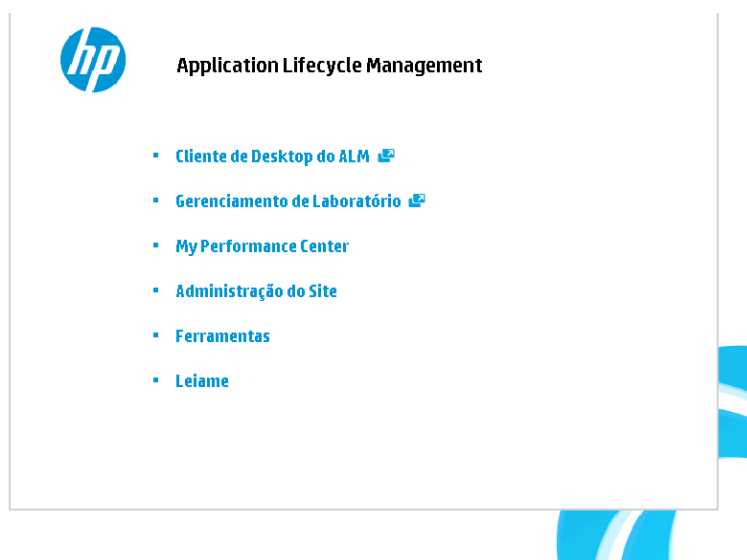 hp
Application Lifecycle Management
Cliente de Desktop do ALM
Gerenciamento de Laboratório
My Performance Center
Administração do Site
Ferramentas
Leiame